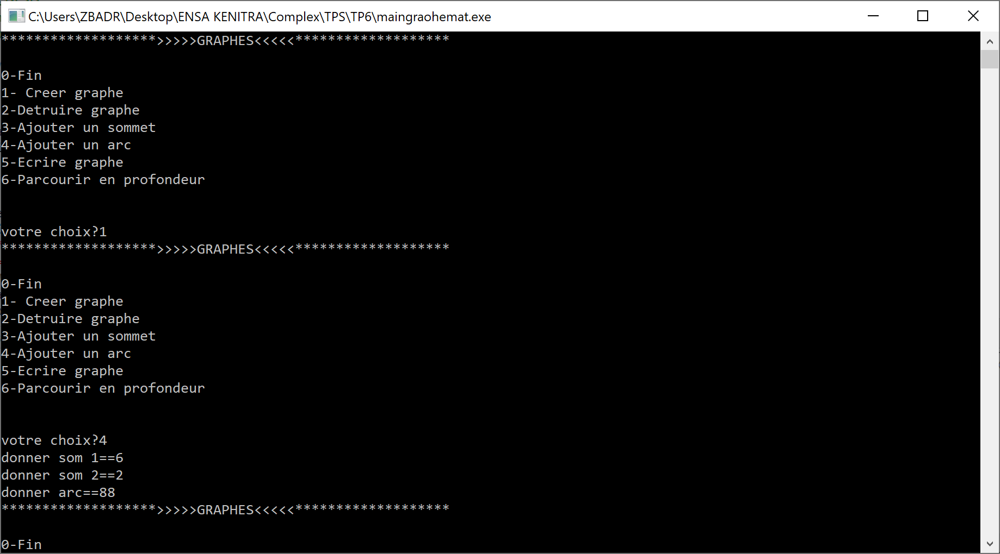 C:\Users\ZBADR\Desktop\ENSA KENITRA\Complex\TPS\TP6\maingraohemat.exe
*******************>>>>>GRAPHES<<<<<*******************
0-Fin
1- Creer graphe
2-Detruire graphe
3-Ajouter un sommet
4-Ajouter un arc
5-Ecrire graphe
6-Parcourir en profondeur
votre choix?1
*******************>>>>>GRAPHES<<<<<*******************
0-Fin
1- Creer graphe
2-Detruire graphe
3-Ajouter un sommet
4-Ajouter un arc
5-Ecrire graphe
6-Parcourir en profondeur
votre choix?4
donner som 1==6
donner som 2==2
donner arc==88
*******************>>>>>GRAPHES<<<<<*******************
0-Fin